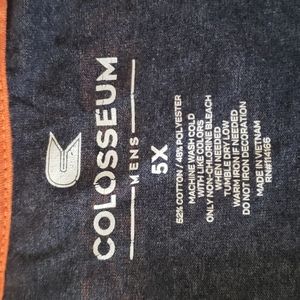 COLOSSEUM
MENS
5X
52% COTTON / 48% POLYESTER
MACHINE WASH COLD
WITH LIKE COLORS
ONLY NON-CHLORINE BLEACH
WHEN NEEDED
TUMBLE DRY LOW
WARM IRON IF NEEDED
DO NOT IRON DECORATION
MADE IN VIETNAM